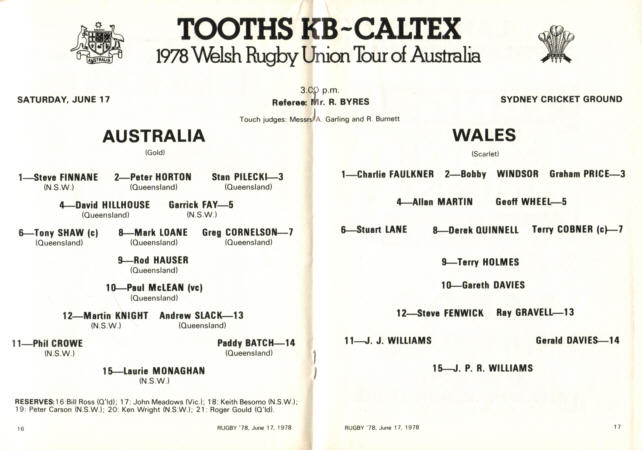 TOOTHS KB~CALTEX
1978 Welsh Rugby Union Tour of Australia
AUSTRALIA
SATURDAY, JUNE 17
3.00 p.m.
Referee: Mr. R. BYRES
SYDNEY CRICKET GROUND
Touch judges: Messrs A. Garling and R. Burnett
AUSTRALIA
(Gold)
1—Steve FINNANE 2—Peter HORTON Stan PILECKI—3
(N.S.W.) (Queensland) (Queensland)
4—David HILLHOUSE Garrick FAY—5
(Queensland) (N.S.W.)
6—Tony SHAW (c) 8—Mark LOANE Greg CORNELSON—7
(Queensland) (Queensland) (Queensland)
9—Rod HAUSER
(Queensland)
10—Paul McLEAN (vc)
(Queensland)
12—Martin KNIGHT Andrew SLACK—13
(N.S.W.) (Queensland)
11—Phil CROWE Paddy BATCH—14
(N.S.W.) (Queensland)
15—Laurie MONAGHAN
(N.S.W.)
RESERVES: 16 Bill Ross (Q'ld); 17: John Meadows (Vic.); 18: Keith Besomo (N.S.W.);
19: Peter Carson (N.S.W.); 20: Ken Wright (N.S.W.); 21: Roger Gould (Q'ld).
16 RUGBY '78, June 17, 1978
WALES
(Scarlet)
1—Charlie FAULKNER 2—Bobby WINDSOR Graham PRICE—3
4—Allan MARTIN Geoff WHEEL—5
6—Stuart LANE 8—Derek QUINNELL Terry COBNER (c)—7
9—Terry HOLMES
10—Gareth DAVIES
12—Steve FENWICK Ray GRAVELL—13
11—J. J. WILLIAMS Gerald DAVIES—14
15—J. P. R. WILLIAMS
RUGBY '78, June 17, 1978 17